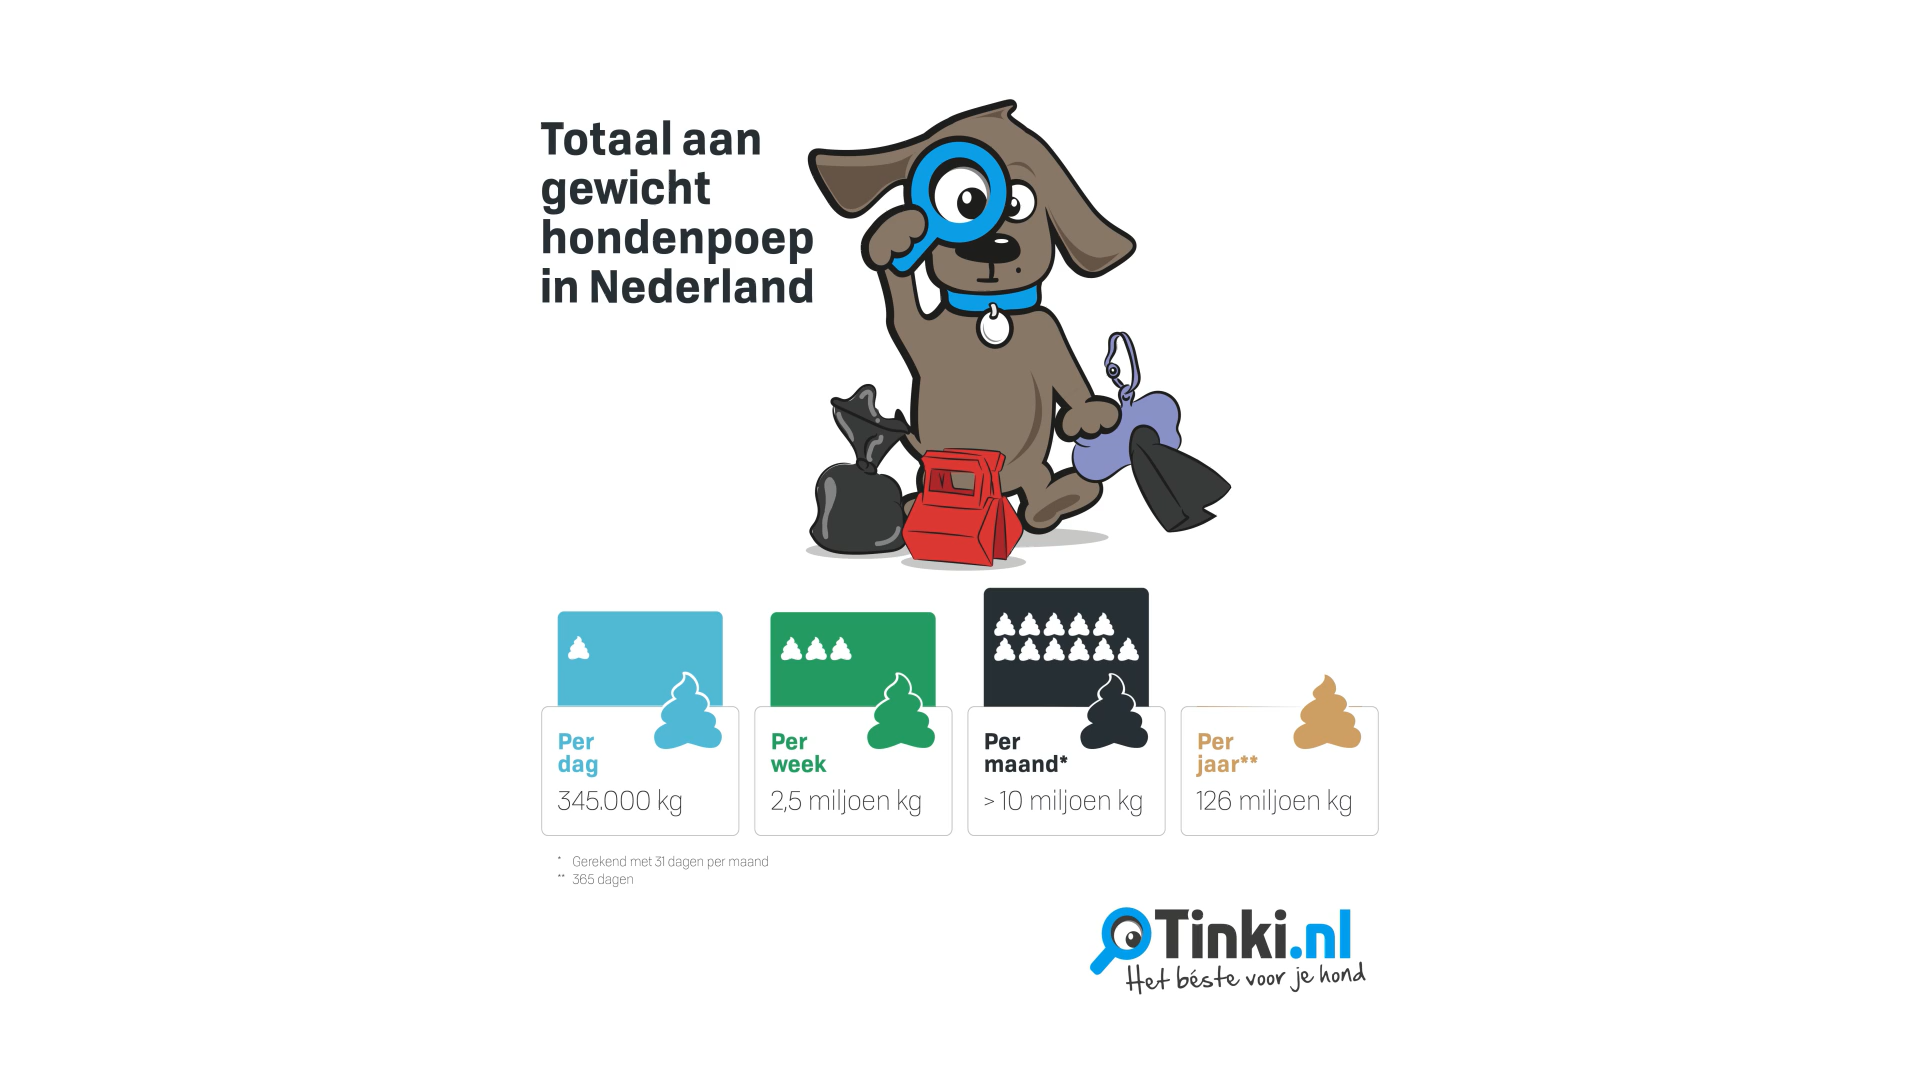 Totaal aan
gewicht
hondenpoep
in Nederland
Per
dag
345.000 kg
Per
week
2,5 miljoen kg
Per
maand*
> 10 miljoen kg
Per
jaar**
126 miljoen kg
* Gerekend met 31 dagen per maand
** 365 dagen
Tinki.nl
Het béste voor je hond